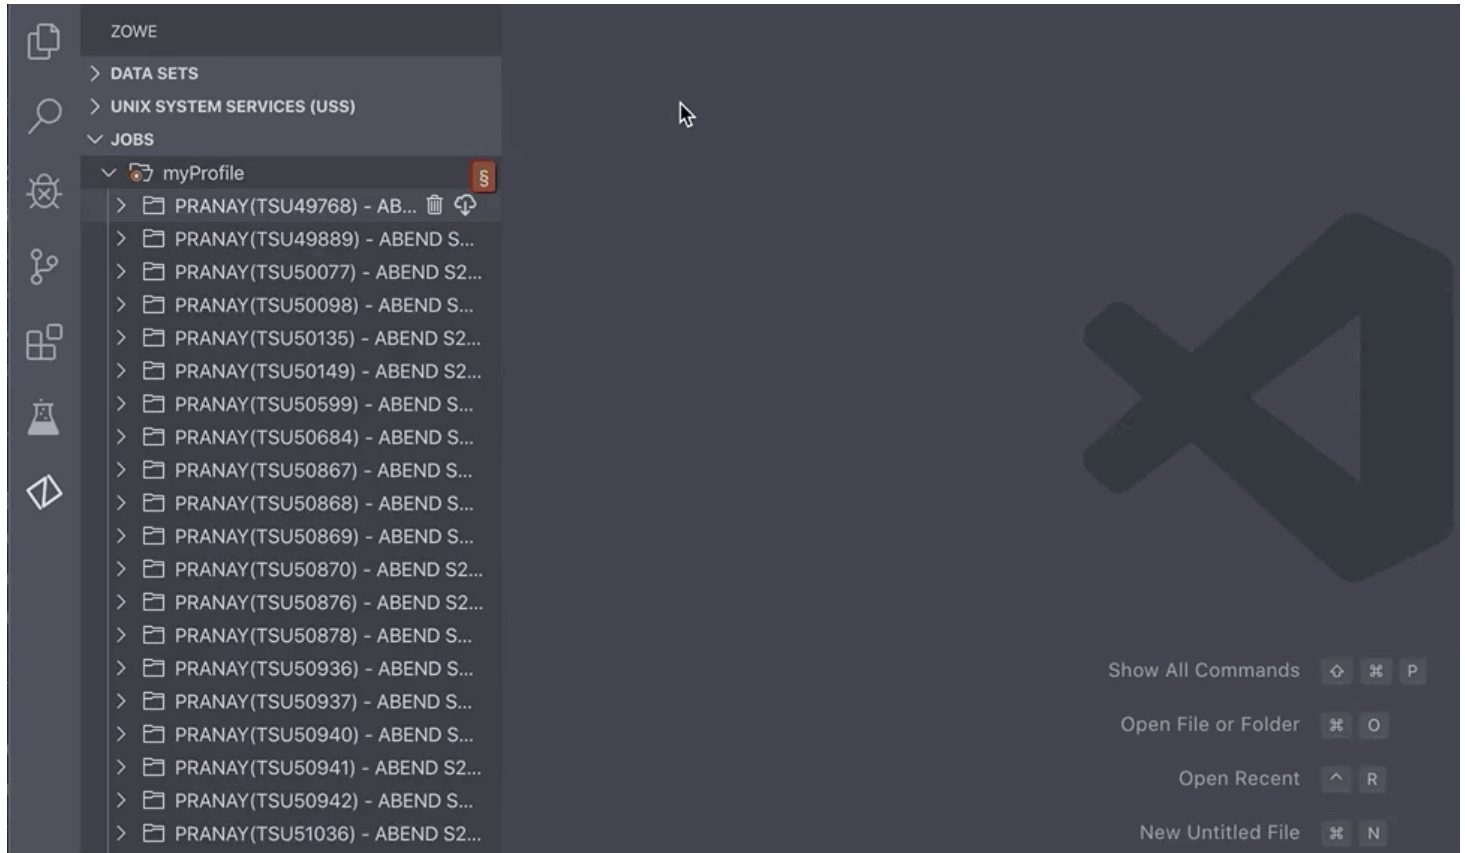 ZOWE
DATA SETS
UNIX SYSTEM SERVICES (USS)
JOBS
myProfile §
PRANAY(TSU49768) - AB...
PRANAY(TSU49889) - ABEND S...
PRANAY(TSU50077) - ABEND S2...
PRANAY(TSU50098) - ABEND S...
PRANAY(TSU50135) - ABEND S2...
PRANAY(TSU50149) - ABEND S2...
PRANAY(TSU50599) - ABEND S...
PRANAY(TSU50684) - ABEND S...
PRANAY(TSU50867) - ABEND S...
PRANAY(TSU50868) - ABEND S...
PRANAY(TSU50869) - ABEND S...
PRANAY(TSU50870) - ABEND S2...
PRANAY(TSU50876) - ABEND S2...
PRANAY(TSU50878) - ABEND S...
PRANAY(TSU50936) - ABEND S...
PRANAY(TSU50937) - ABEND S...
PRANAY(TSU50940) - ABEND S...
PRANAY(TSU50941) - ABEND S2...
PRANAY(TSU50942) - ABEND S...
PRANAY(TSU51036) - ABEND S2...
Show All Commands ⇧ ⌘ P
Open File or Folder ⌘ O
Open Recent ^ R
New Untitled File ⌘ N